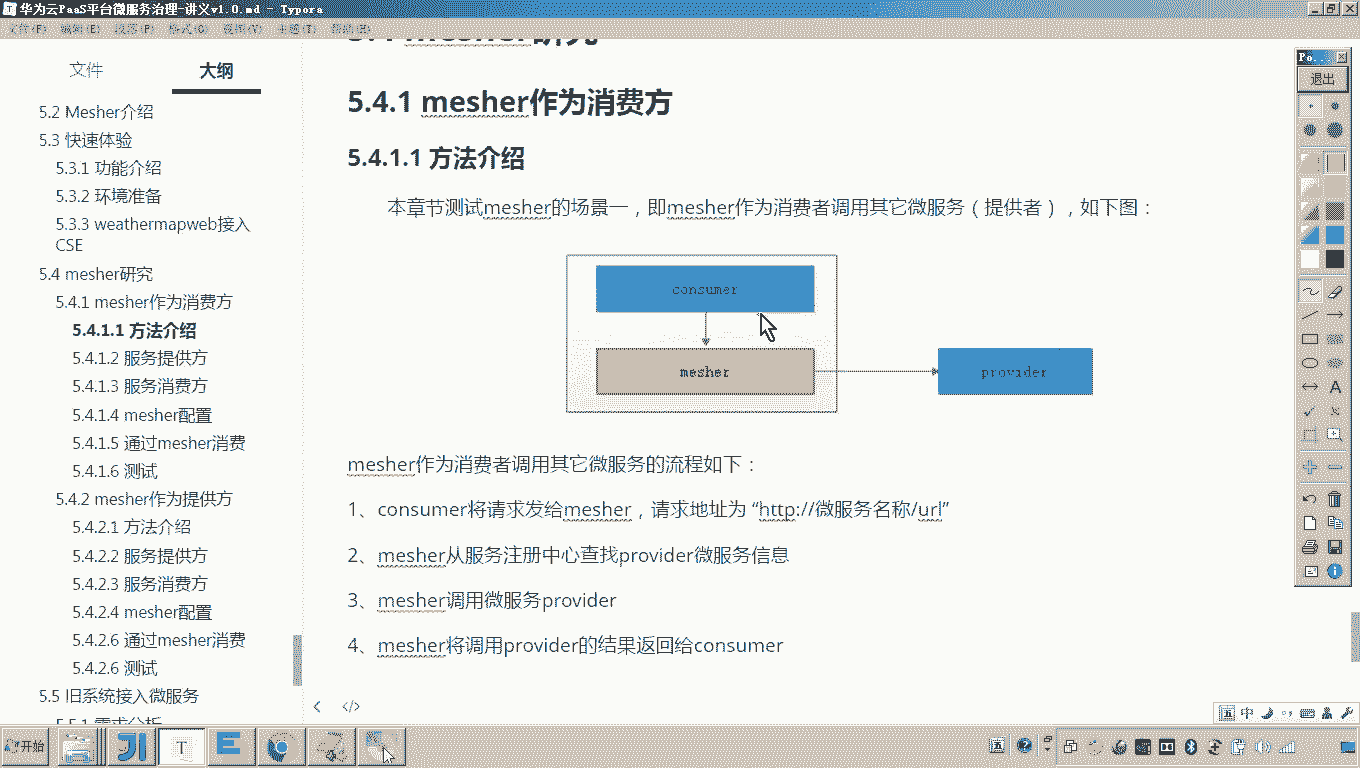 华为云PaaS平台微服务治理-讲义v1.0.md - Typora
文件(F) 编辑(E) 段落(P) 格式(O) 视图(V) 主题(T) 帮助(H)
文件
大纲
5.2 Mesher介绍
5.3 快速体验
5.3.1 功能介绍
5.3.2 环境准备
5.3.3 weathermapweb接入
CSE
5.4 mesher研究
5.4.1 mesher作为消费方
5.4.1.1 方法介绍
5.4.1.2 服务提供方
5.4.1.3 服务消费方
5.4.1.4 mesher配置
5.4.1.5 通过mesher消费
5.4.1.6 测试
5.4.2 mesher作为提供方
5.4.2.1 方法介绍
5.4.2.2 服务提供方
5.4.2.3 服务消费方
5.4.2.4 mesher配置
5.4.2.6 通过mesher消费
5.4.2.6 测试
5.5 旧系统接入微服务
5.5.1 需求分析
5.4 mesher研究
5.4.1 mesher作为消费方
5.4.1.1 方法介绍
本章节测试mesher的场景一，即mesher作为消费者调用其它微服务（提供者），如下图：
consumer
mesher
provider
mesher作为消费者调用其它微服务的流程如下：
1、consumer将请求发给mesher，请求地址为 “http://微服务名称/url”
2、mesher从服务注册中心查找provider微服务信息
3、mesher调用微服务provider
4、mesher将调用provider的结果返回给consumer
Po...
退出
A
开始
T
中